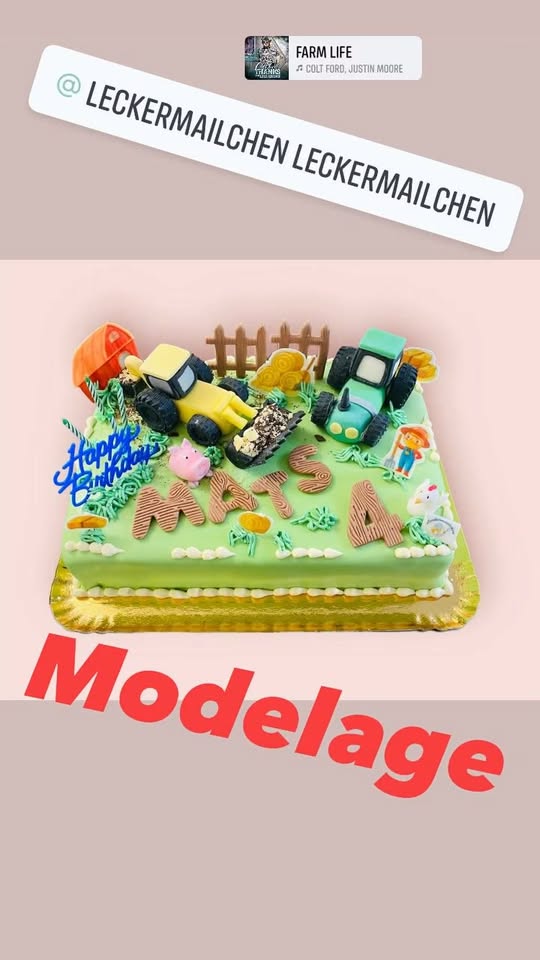 FARM LIFE
COLT FORD, JUSTIN MOORE
@ LECKERMAILCHEN LECKERMAILCHEN
Happy
Birthday
MATS
4
Modelage